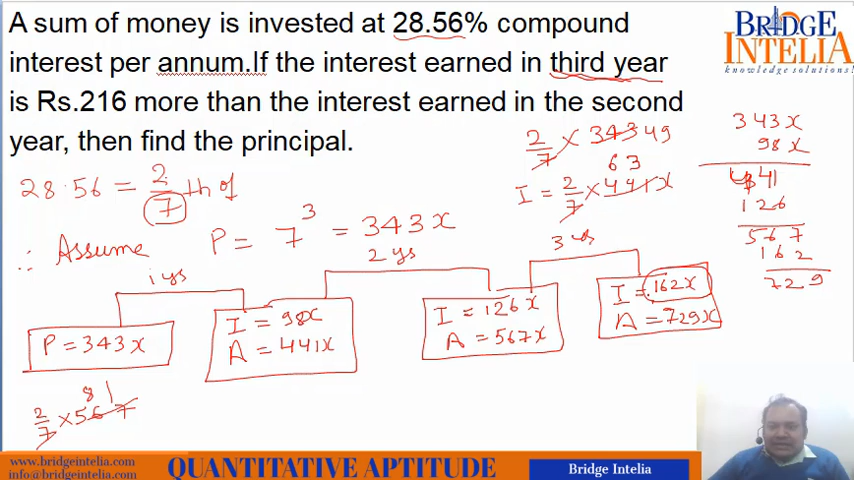 A sum of money is invested at 28.56% compound
interest per annum.If the interest earned in third year
is Rs.216 more than the interest earned in the second
year, then find the principal.
BRIDGE
INTELIA
knowledge solutions!
2/7 × 343 49
63
I = 2/7 × 441x
343x
98x
441
126
567
162
729
28.56 = 2/7 th of
∴ Assume P = 7³ = 343x
1 ys
2 ys
3 ys
P = 343x
I = 98x
A = 441x
I = 126x
A = 567x
I = 162x
A = 729x
81
2/7 × 567
www.bridgeintelia.com
info@bridgeintelia.com
QUANTITATIVE APTITUDE
Bridge Intelia